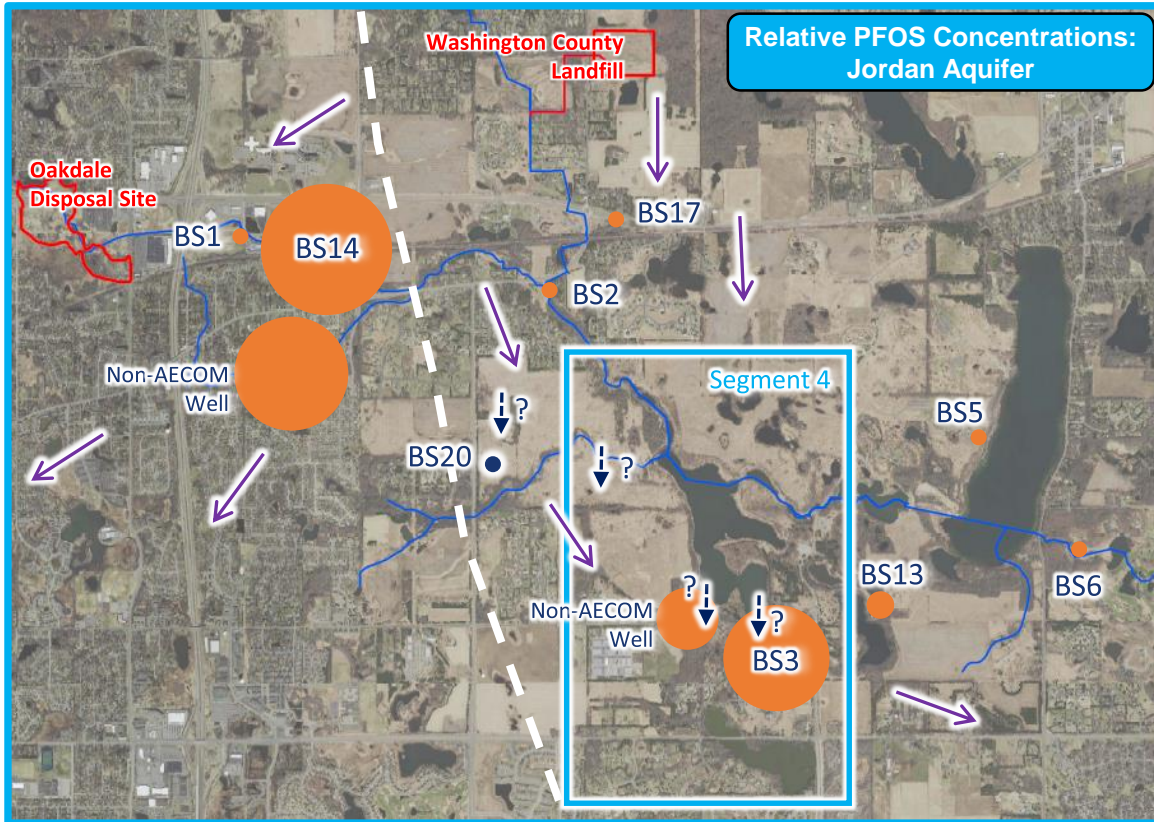 Relative PFOS Concentrations:
Jordan Aquifer
Washington County
Landfill
Oakdale
Disposal Site
BS1
BS14
BS17
BS2
Non-AECOM
Well
Segment 4
?
BS20
?
BS5
?
Non-AECOM
Well
?
BS3
BS13
BS6